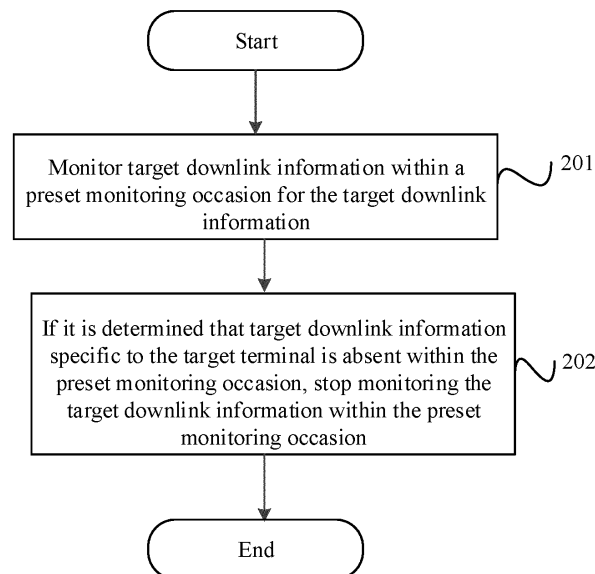 Start
Monitor target downlink information within a
preset monitoring occasion for the target downlink
information
201
If it is determined that target downlink information
specific to the target terminal is absent within the
preset monitoring occasion, stop monitoring the
target downlink information within the preset
monitoring occasion
202
End